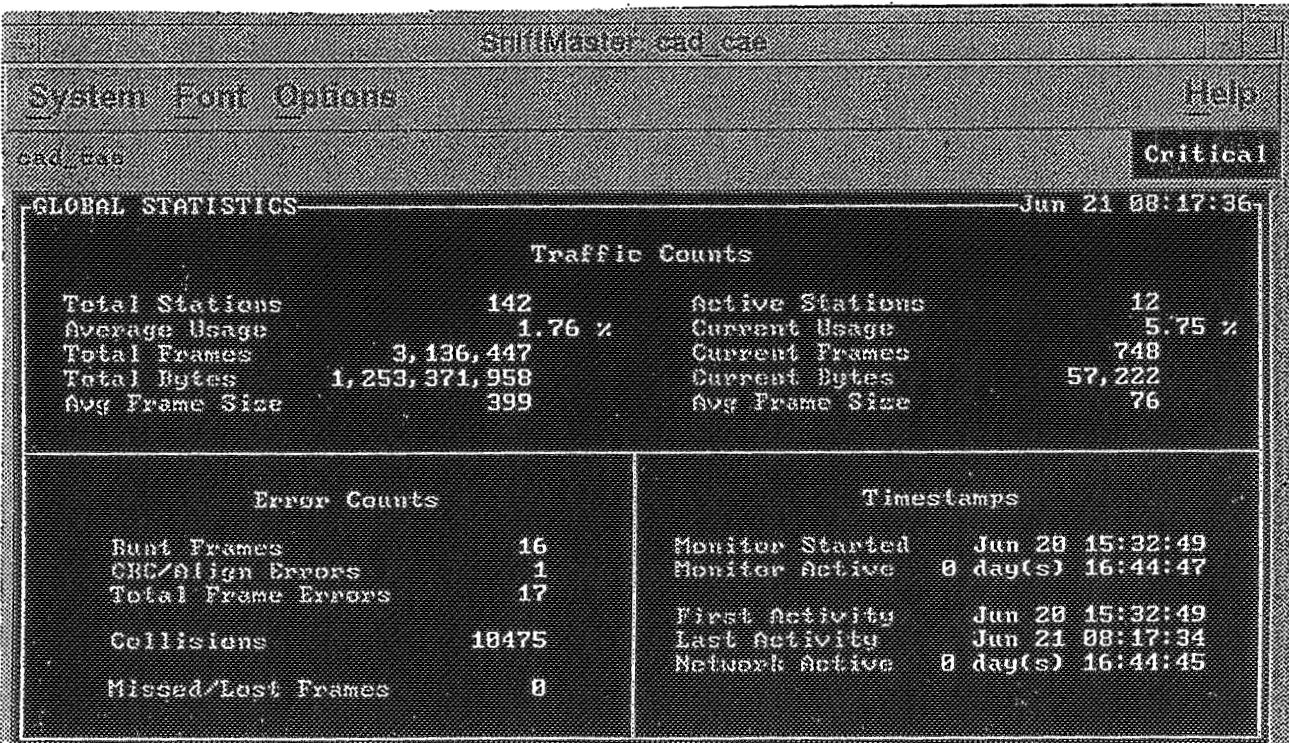 ShiftMaster: cad_cae
System Font Options Help
cad_cae Critical
GLOBAL STATISTICS Jun 21 08:17:36
Traffic Counts
Total Stations 142 Active Stations 12
Average Usage 1.76 % Current Usage 5.75 %
Total Frames 3,136,447 Current Frames 748
Total Bytes 1,253,371,958 Current Bytes 57,222
Avg Frame Size 399 Avg Frame Size 76
Error Counts
Runt Frames 16
CRC/Align Errors 1
Total Frame Errors 17
Collisions 10475
Missed/Lost Frames 0
Timestamps
Monitor Started Jun 20 15:32:49
Monitor Active 0 day(s) 16:44:47
First Activity Jun 20 15:32:49
Last Activity Jun 21 08:17:34
Network Active 0 day(s) 16:44:45